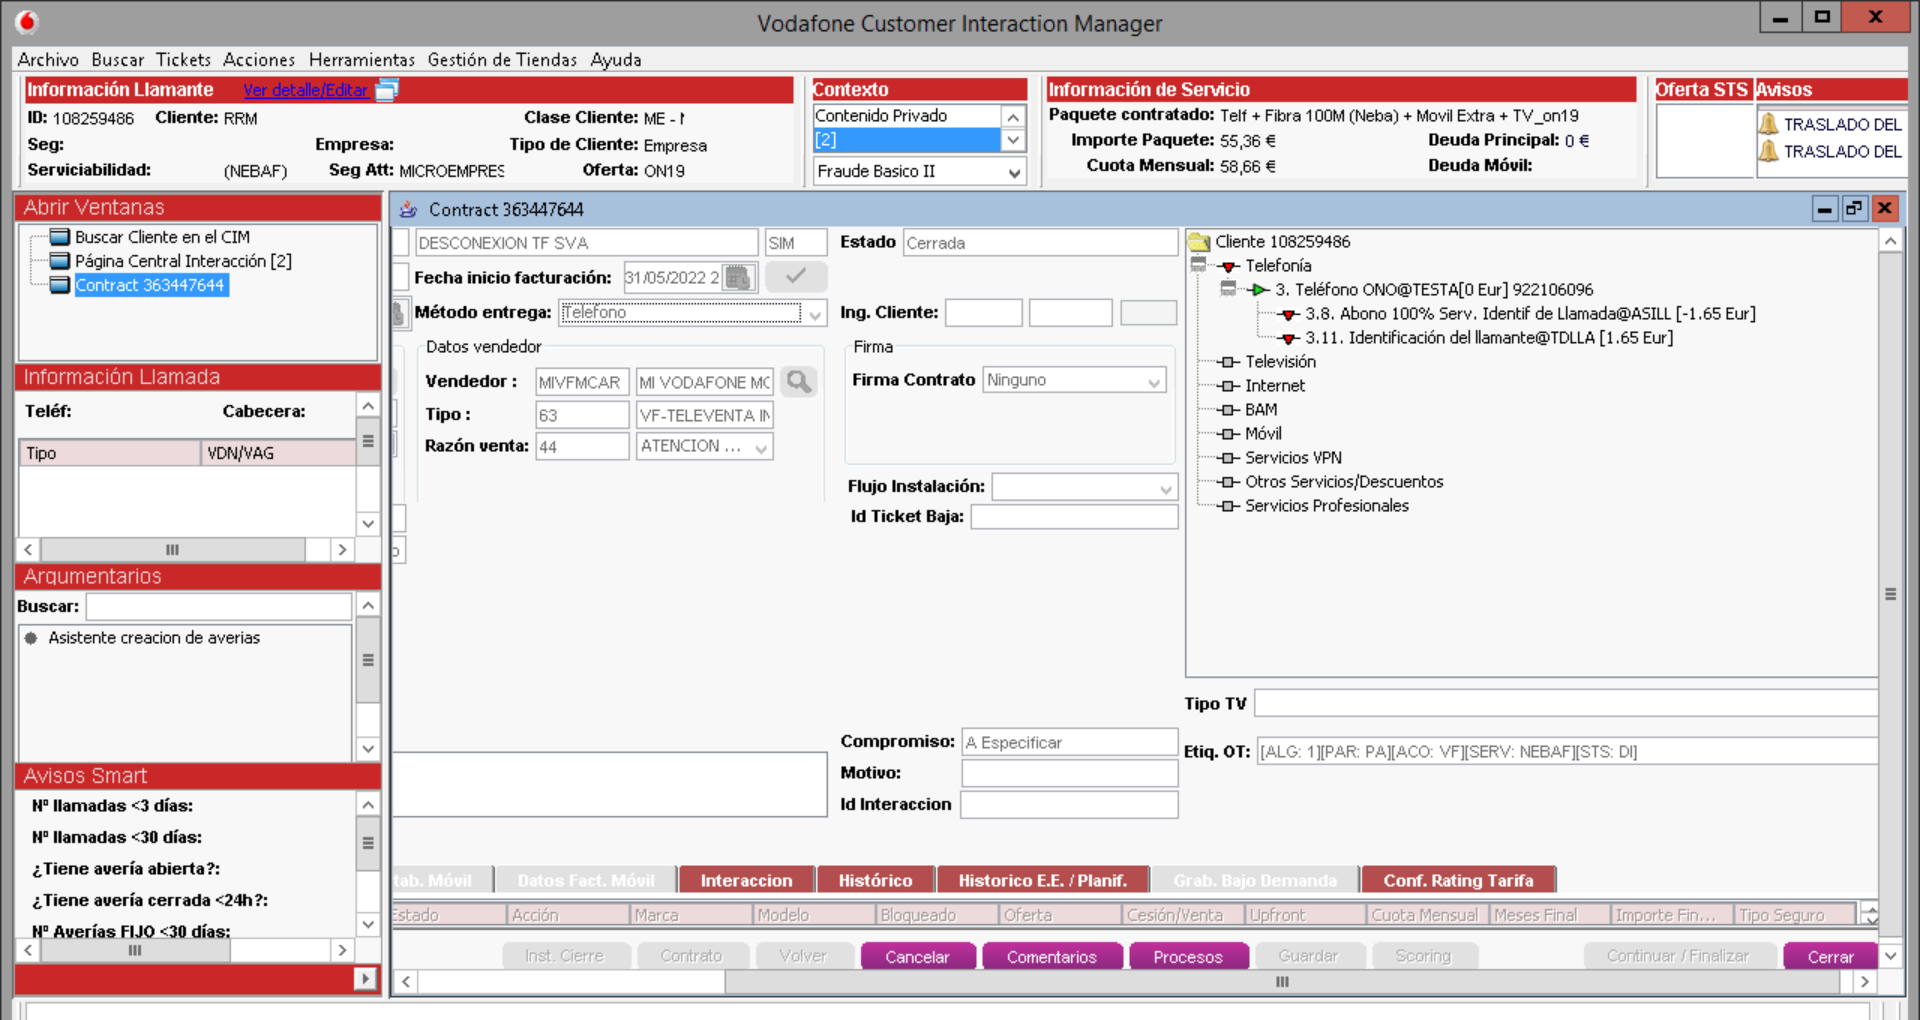 Vodafone Customer Interaction Manager
Archivo Buscar Tickets Acciones Herramientas Gestión de Tiendas Ayuda
Información Llamante Ver detalle/Editar
ID: 108259486 Cliente: RRM Clase Cliente: ME - I
Seg: Empresa: Tipo de Cliente: Empresa
Serviciabilidad: (NEBAF) Seg Att: MICROEMPRES Oferta: ON19
Contexto
Contenido Privado
[2]
Fraude Basico II
Información de Servicio
Paquete contratado: Telf + Fibra 100M (Neba) + Movil Extra + TV_on19
Importe Paquete: 55,36 € Deuda Principal: 0 €
Cuota Mensual: 58,66 € Deuda Móvil:
Oferta STS Avisos
TRASLADO DEL
TRASLADO DEL
Abrir Ventanas
Buscar Cliente en el CIM
Página Central Interacción [2]
Contract 363447644
Información Llamada
Teléf: Cabecera:
Tipo VDN/VAG
Argumentarios
Buscar:
Asistente creacion de averias
Avisos Smart
Nº llamadas <3 días:
Nº llamadas <30 días:
¿Tiene avería abierta?:
¿Tiene avería cerrada <24h?:
Nº Averías FIJO <30 días:
Contract 363447644
DESCONEXION TF SVA SIM Estado Cerrada
Fecha inicio facturación: 31/05/2022 2
Método entrega: Telefono Ing. Cliente:
Datos vendedor
Vendedor : MIVFMCAR MI VODAFONE MC
Tipo : 63 VF-TELEVENTA IN
Razón venta: 44 ATENCION ...
Firma
Firma Contrato Ninguno
Flujo Instalación:
Id Ticket Baja:
Cliente 108259486
Telefonía
3. Teléfono ONO@TESTA[0 Eur] 922106096
3.8. Abono 100% Serv. Identif de Llamada@ASILL [-1.65 Eur]
3.11. Identificación del llamante@TDLLA [1.65 Eur]
Televisión
Internet
BAM
Móvil
Servicios VPN
Otros Servicios/Descuentos
Servicios Profesionales
Tipo TV
Compromiso: A Especificar
Etiq. OT: [ALG: 1][PAR: PA][ACO: VF][SERV: NEBAF][STS: DI]
Motivo:
Id Interaccion
tab. Móvil Datos Fact. Móvil Interaccion Histórico Historico E.E. / Planif. Grab. Bajo Demanda Conf. Rating Tarifa
Estado Acción Marca Modelo Bloqueado Oferta Cesión/Venta Upfront Cuota Mensual Meses Final Importe Fin... Tipo Seguro
Inst. Cierre Contrato Volver Cancelar Comentarios Procesos Guardar Scoring Continuar / Finalizar Cerrar